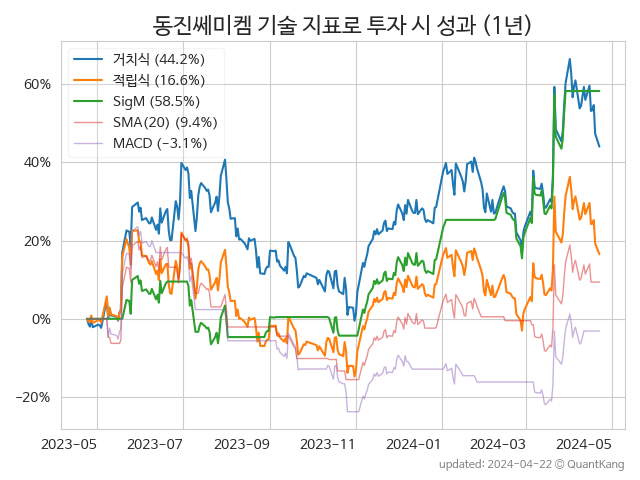 동진쎄미켐 기술 지표로 투자 시 성과 (1년)
거치식 (44.2%)
적립식 (16.6%)
SigM (58.5%)
SMA(20) (9.4%)
MACD (−3.1%)
60%
40%
20%
0%
−20%
2023-05 2023-07 2023-09 2023-11 2024-01 2024-03 2024-05
updated: 2024-04-22 © QuantKang